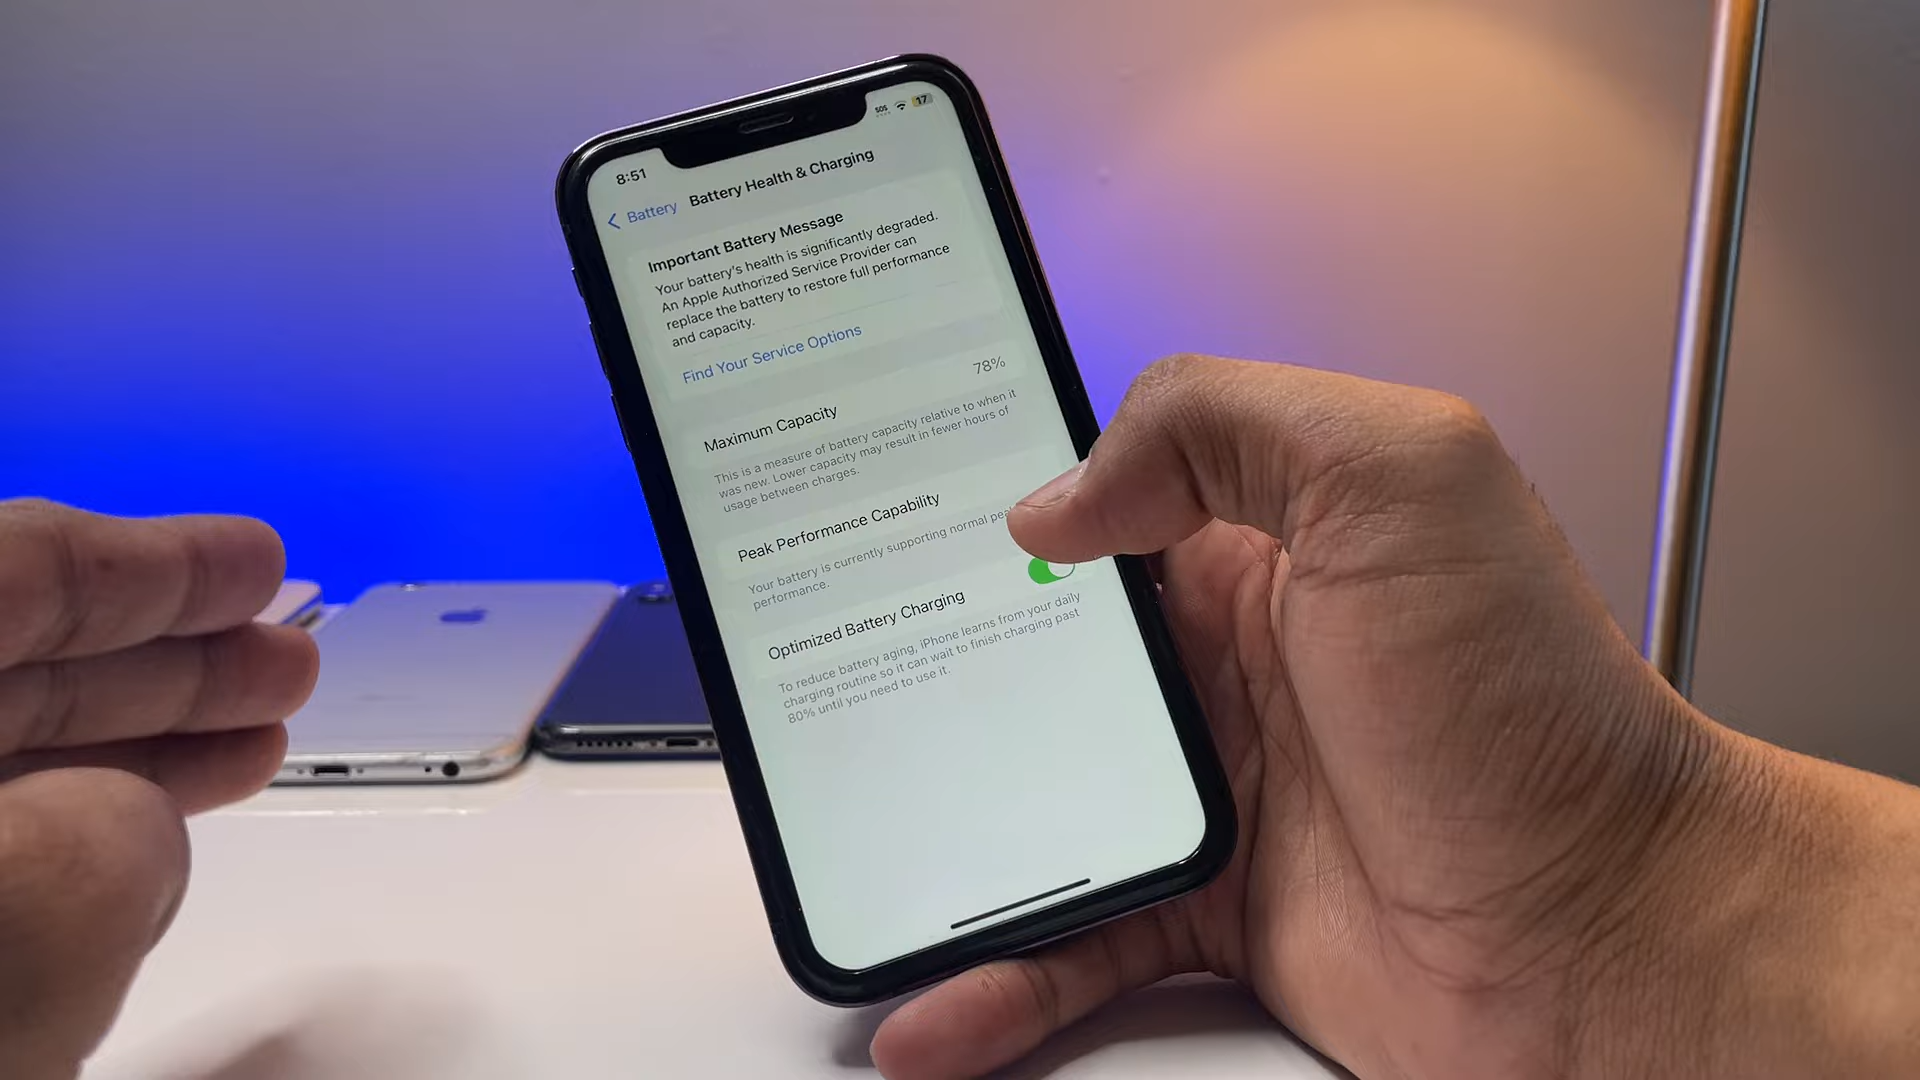 SOS 17
8:51
Battery
Battery Health & Charging
Important Battery Message
Your battery's health is significantly degraded.
An Apple Authorized Service Provider can
replace the battery to restore full performance
and capacity.
Find Your Service Options
Maximum Capacity 78%
This is a measure of battery capacity relative to when it
was new. Lower capacity may result in fewer hours of
usage between charges.
Peak Performance Capability
Your battery is currently supporting normal peak
performance.
Optimized Battery Charging
To reduce battery aging, iPhone learns from your daily
charging routine so it can wait to finish charging past
80% until you need to use it.